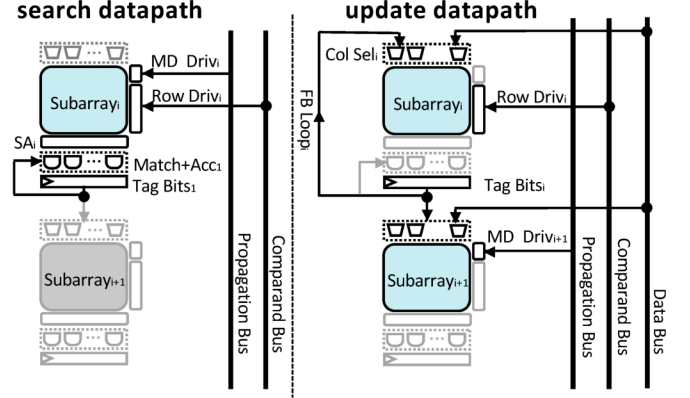 search datapath
MD Drivᵢ
Subarrayᵢ
Row Drivᵢ
SAᵢ
Match+Acc₁
Tag Bits₁
Subarrayᵢ₊₁
Propagation Bus
Comparand Bus
update datapath
Col Selᵢ
FB Loopᵢ
Subarrayᵢ
Row Drivᵢ
Tag Bitsᵢ
MD Drivᵢ₊₁
Subarrayᵢ₊₁
Propagation Bus
Comparand Bus
Data Bus